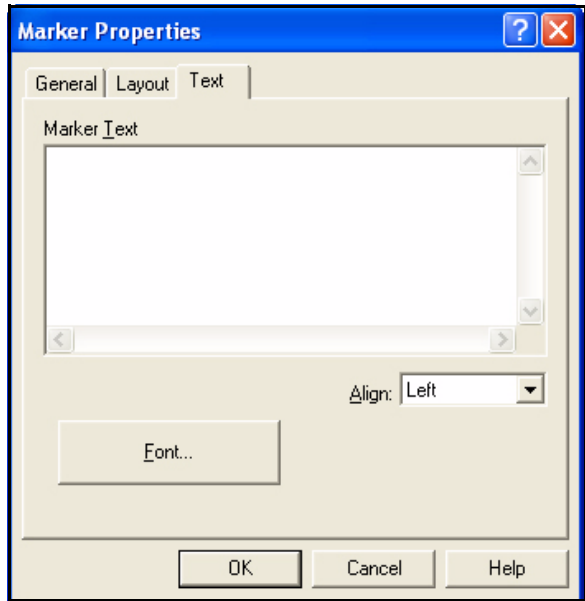 Marker Properties
General Layout Text
Marker Text
Align: Left
Font...
OK Cancel Help